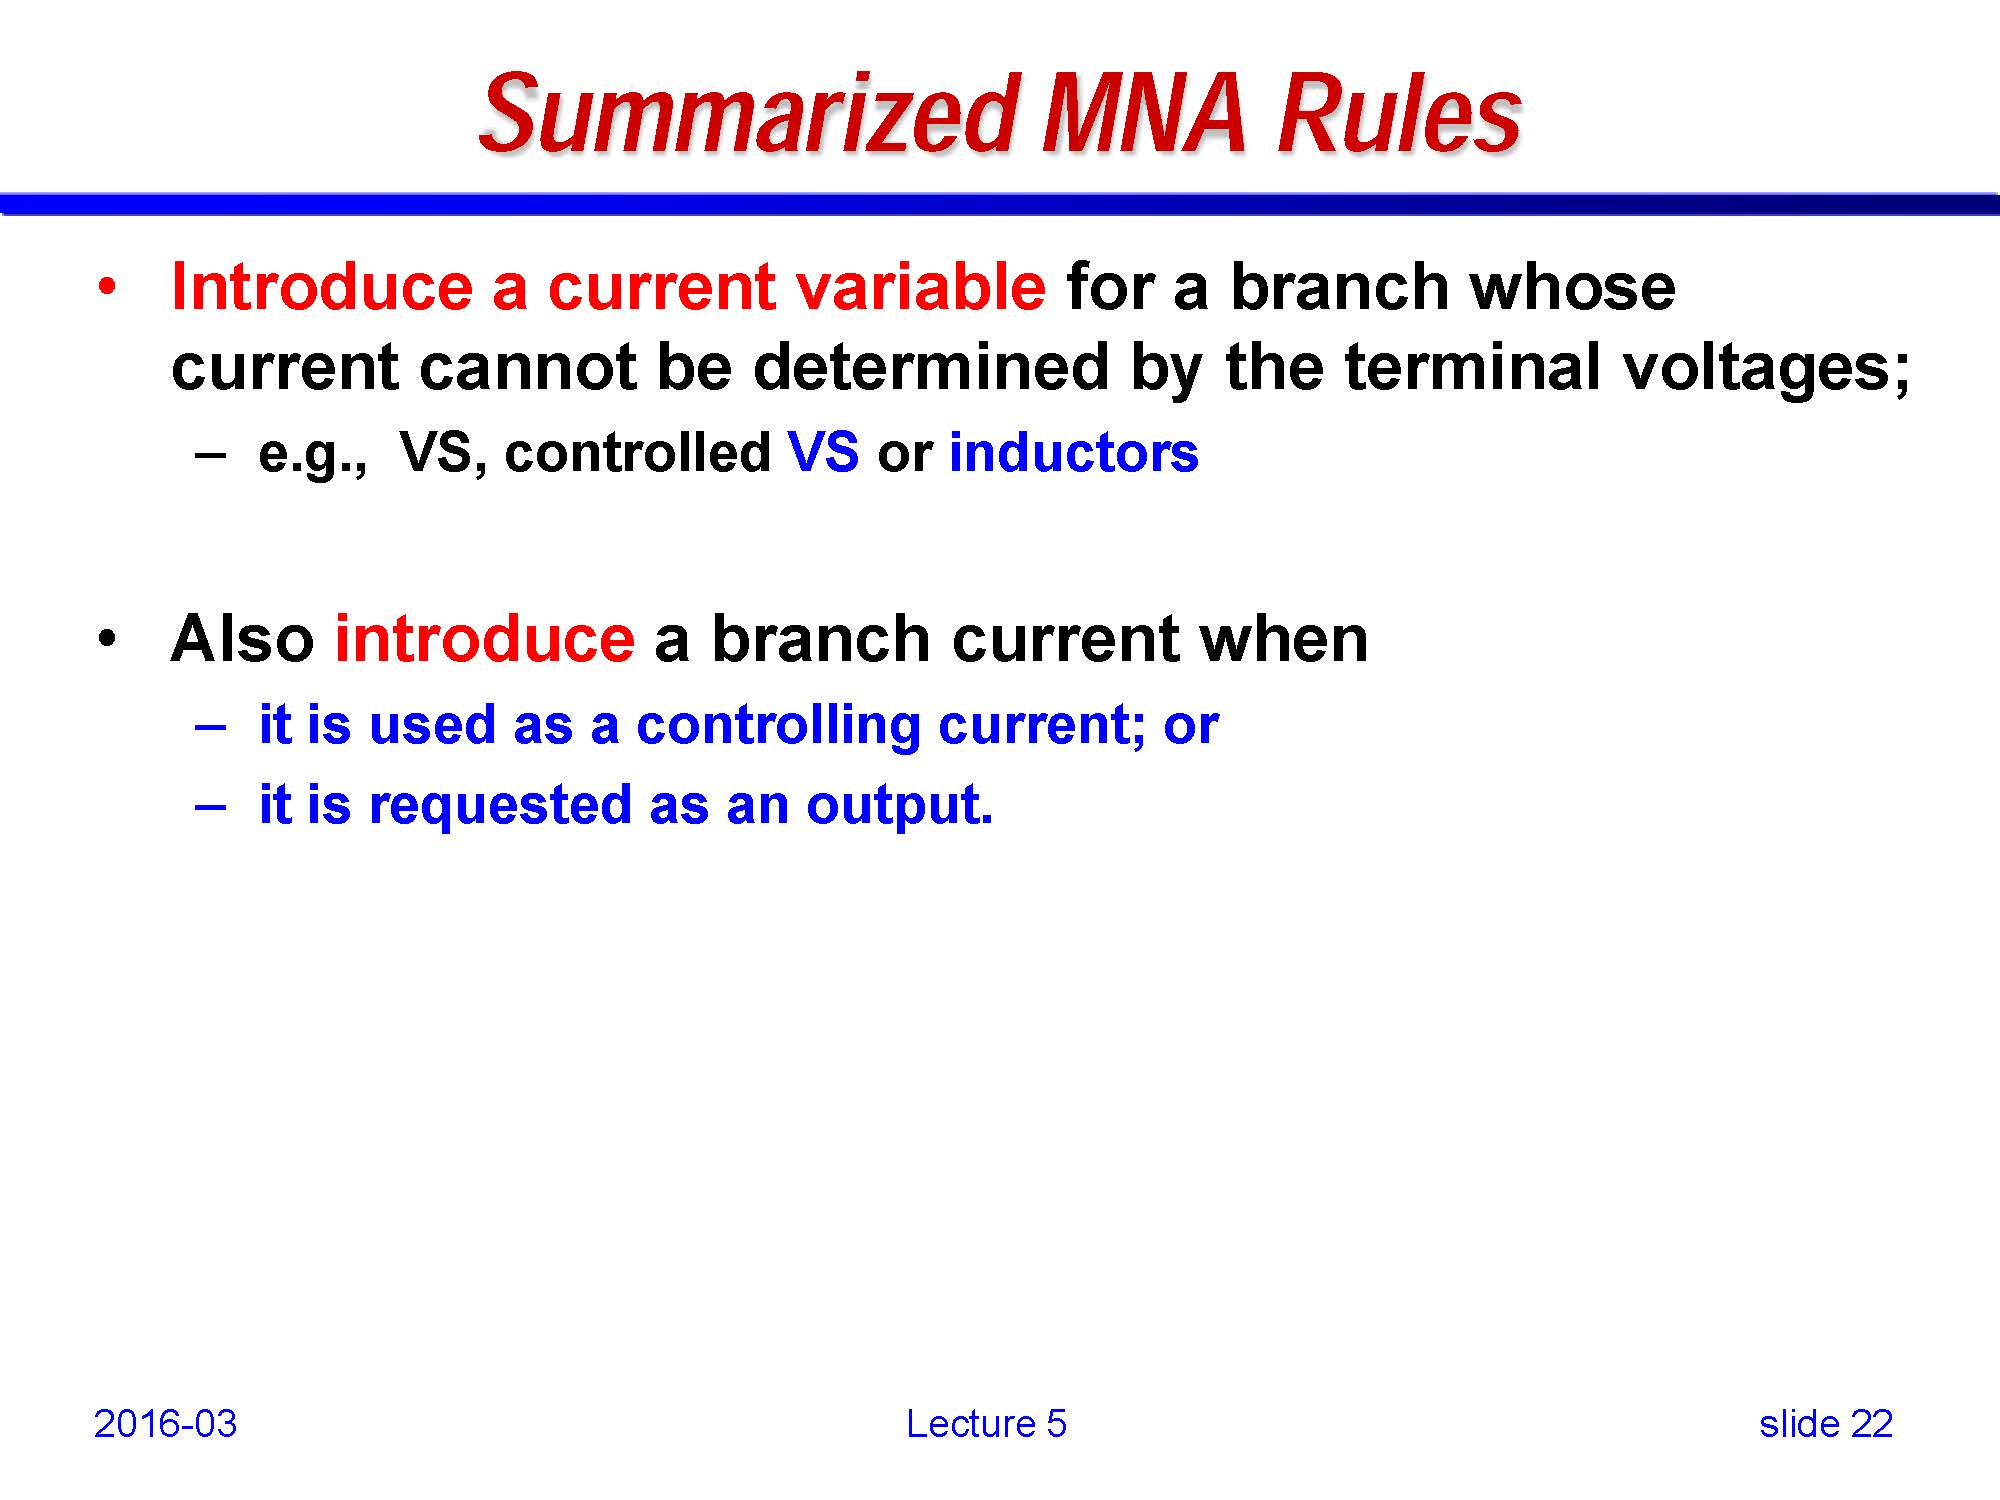 Summarized MNA Rules
• Introduce a current variable for a branch whose
current cannot be determined by the terminal voltages;
– e.g., VS, controlled VS or inductors
• Also introduce a branch current when
– it is used as a controlling current; or
– it is requested as an output.
2016-03
Lecture 5
slide 22